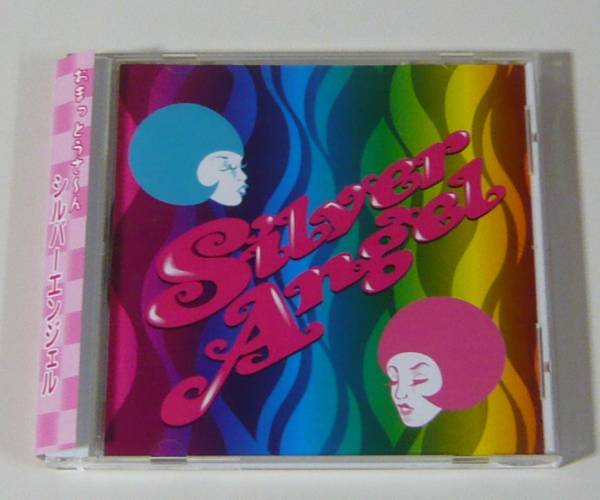 おまっとうさ〜ん
シルバーエンジェル
Silver
Angel